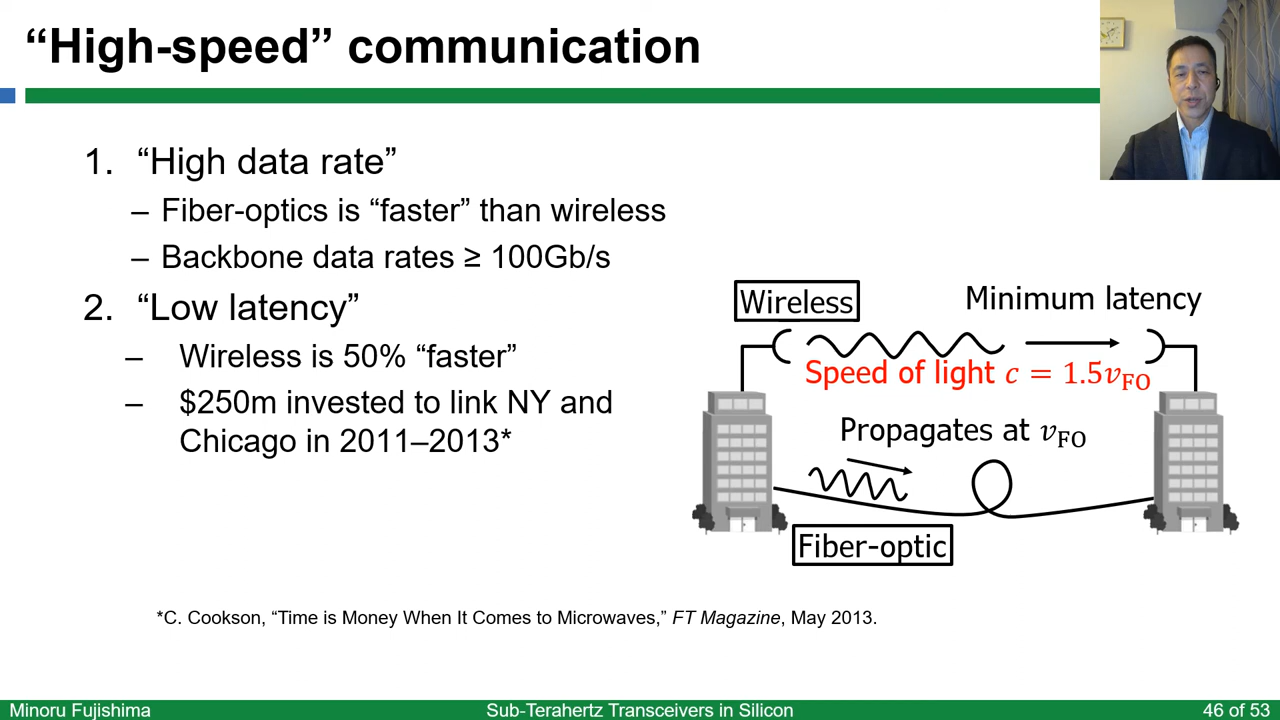 “High-speed” communication
1. “High data rate”
– Fiber-optics is “faster” than wireless
– Backbone data rates ≥ 100Gb/s
2. “Low latency”
– Wireless is 50% “faster”
– $250m invested to link NY and
Chicago in 2011–2013*
Wireless
Minimum latency
Speed of light c = 1.5v_FO
Propagates at v_FO
Fiber-optic
*C. Cookson, “Time is Money When It Comes to Microwaves,” FT Magazine, May 2013.
Minoru Fujishima
Sub-Terahertz Transceivers in Silicon
46 of 53